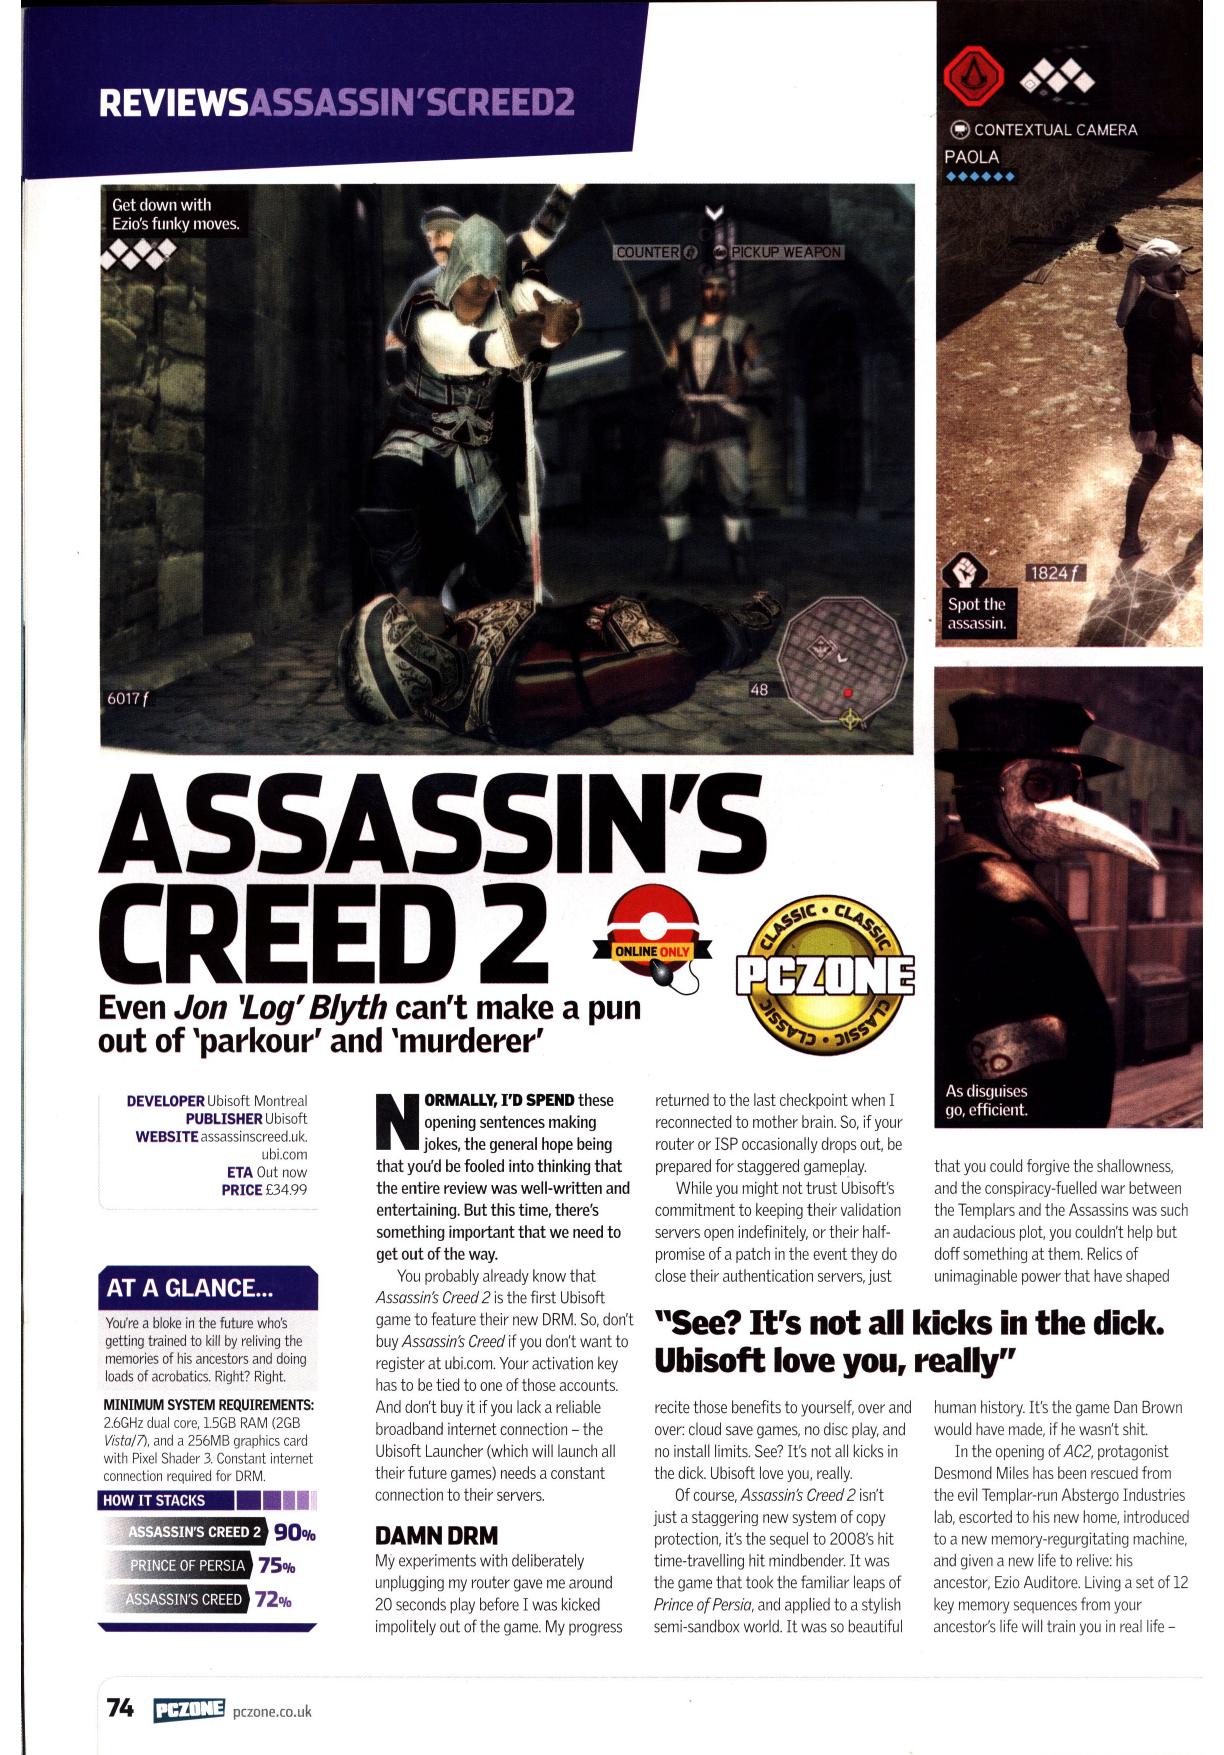 REVIEWSASSASSIN'SCREED2
Get down with
Ezio's funky moves.
COUNTER
PICKUP WEAPON
6017 f
48
CONTEXTUAL CAMERA
PAOLA
1824 f
Spot the
assassin.
As disguises
go, efficient.
ASSASSIN'S
CREED 2
ONLINE ONLY
CLASSIC • CLASSIC
PCZONE
CLASSIC • CLASSIC
Even Jon 'Log' Blyth can't make a pun
out of 'parkour' and 'murderer'
DEVELOPER Ubisoft Montreal
PUBLISHER Ubisoft
WEBSITE assassinscreed.uk.
ubi.com
ETA Out now
PRICE £34.99
AT A GLANCE...
You're a bloke in the future who's
getting trained to kill by reliving the
memories of his ancestors and doing
loads of acrobatics. Right? Right.
MINIMUM SYSTEM REQUIREMENTS:
2.6GHz dual core, 1.5GB RAM (2GB
Vista/7), and a 256MB graphics card
with Pixel Shader 3. Constant internet
connection required for DRM.
HOW IT STACKS
ASSASSIN'S CREED 2 90%
PRINCE OF PERSIA 75%
ASSASSIN'S CREED 72%
NORMALLY, I'D SPEND these
opening sentences making
jokes, the general hope being
that you'd be fooled into thinking that
the entire review was well-written and
entertaining. But this time, there's
something important that we need to
get out of the way.
You probably already know that
Assassin's Creed 2 is the first Ubisoft
game to feature their new DRM. So, don't
buy Assassin's Creed if you don't want to
register at ubi.com. Your activation key
has to be tied to one of those accounts.
And don't buy it if you lack a reliable
broadband internet connection – the
Ubisoft Launcher (which will launch all
their future games) needs a constant
connection to their servers.
DAMN DRM
My experiments with deliberately
unplugging my router gave me around
20 seconds play before I was kicked
impolitely out of the game. My progress
returned to the last checkpoint when I
reconnected to mother brain. So, if your
router or ISP occasionally drops out, be
prepared for staggered gameplay.
While you might not trust Ubisoft's
commitment to keeping their validation
servers open indefinitely, or their half-
promise of a patch in the event they do
close their authentication servers, just
"See? It's not all kicks in the dick.
Ubisoft love you, really"
recite those benefits to yourself, over and
over: cloud save games, no disc play, and
no install limits. See? It's not all kicks in
the dick. Ubisoft love you, really.
Of course, Assassin's Creed 2 isn't
just a staggering new system of copy
protection, it's the sequel to 2008's hit
time-travelling hit mindbender. It was
the game that took the familiar leaps of
Prince of Persia, and applied to a stylish
semi-sandbox world. It was so beautiful
that you could forgive the shallowness,
and the conspiracy-fuelled war between
the Templars and the Assassins was such
an audacious plot, you couldn't help but
doff something at them. Relics of
unimaginable power that have shaped
human history. It's the game Dan Brown
would have made, if he wasn't shit.
In the opening of AC2, protagonist
Desmond Miles has been rescued from
the evil Templar-run Abstergo Industries
lab, escorted to his new home, introduced
to a new memory-regurgitating machine,
and given a new life to relive: his
ancestor, Ezio Auditore. Living a set of 12
key memory sequences from your
ancestor's life will train you in real life –
74 PCZONE pczone.co.uk